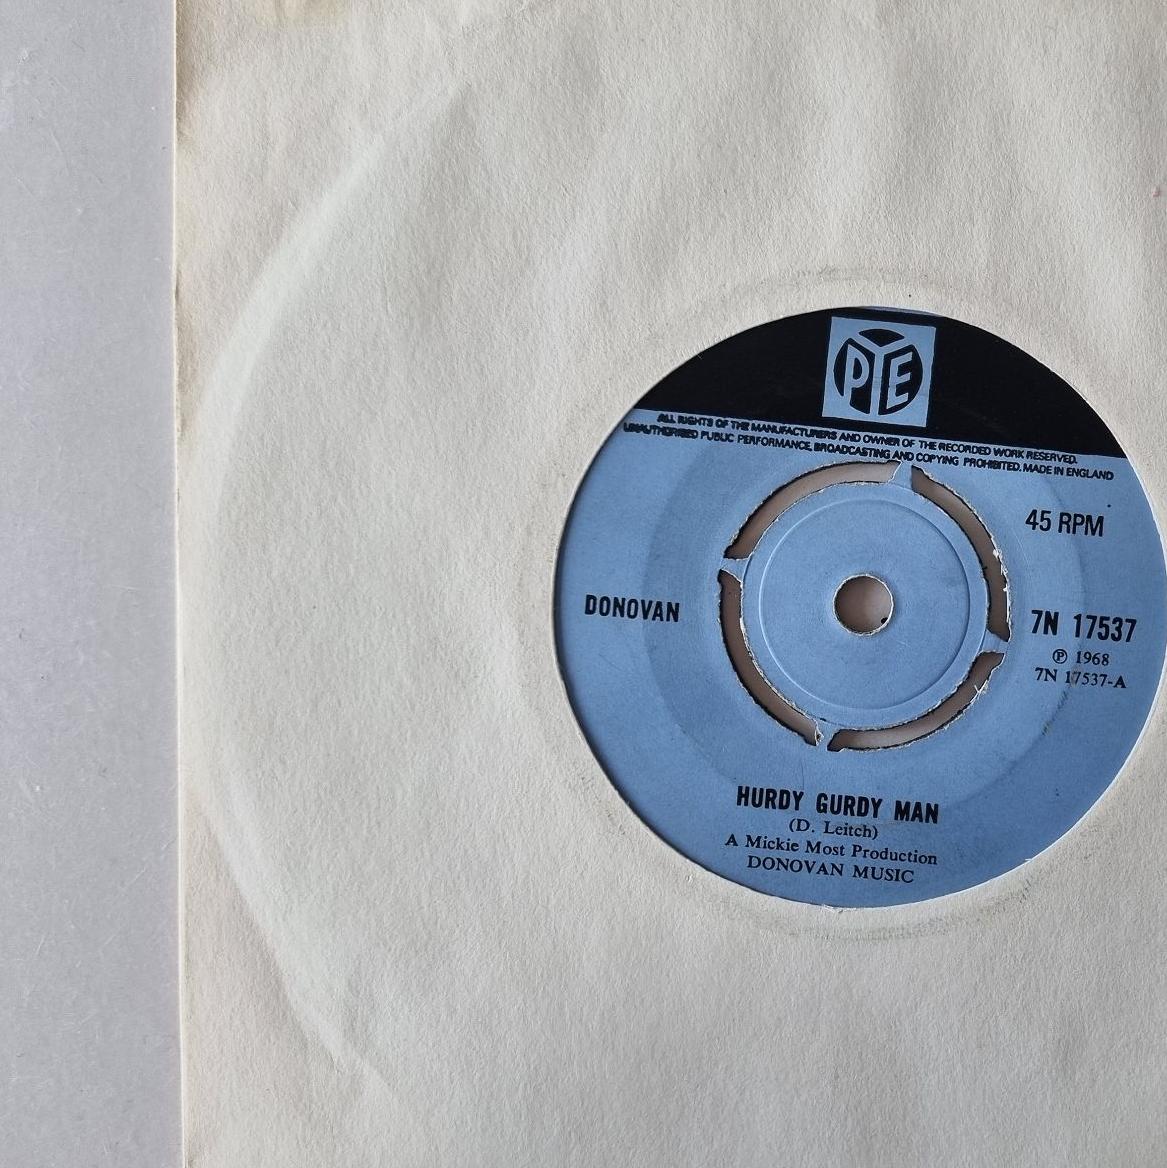 PYE
ALL RIGHTS OF THE MANUFACTURERS AND OWNER OF THE RECORDED WORK RESERVED.
UNAUTHORISED PUBLIC PERFORMANCE, BROADCASTING AND COPYING PROHIBITED. MADE IN ENGLAND
45 RPM
DONOVAN
7N 17537
℗ 1968
7N 17537-A
HURDY GURDY MAN
(D. Leitch)
A Mickie Most Production
DONOVAN MUSIC